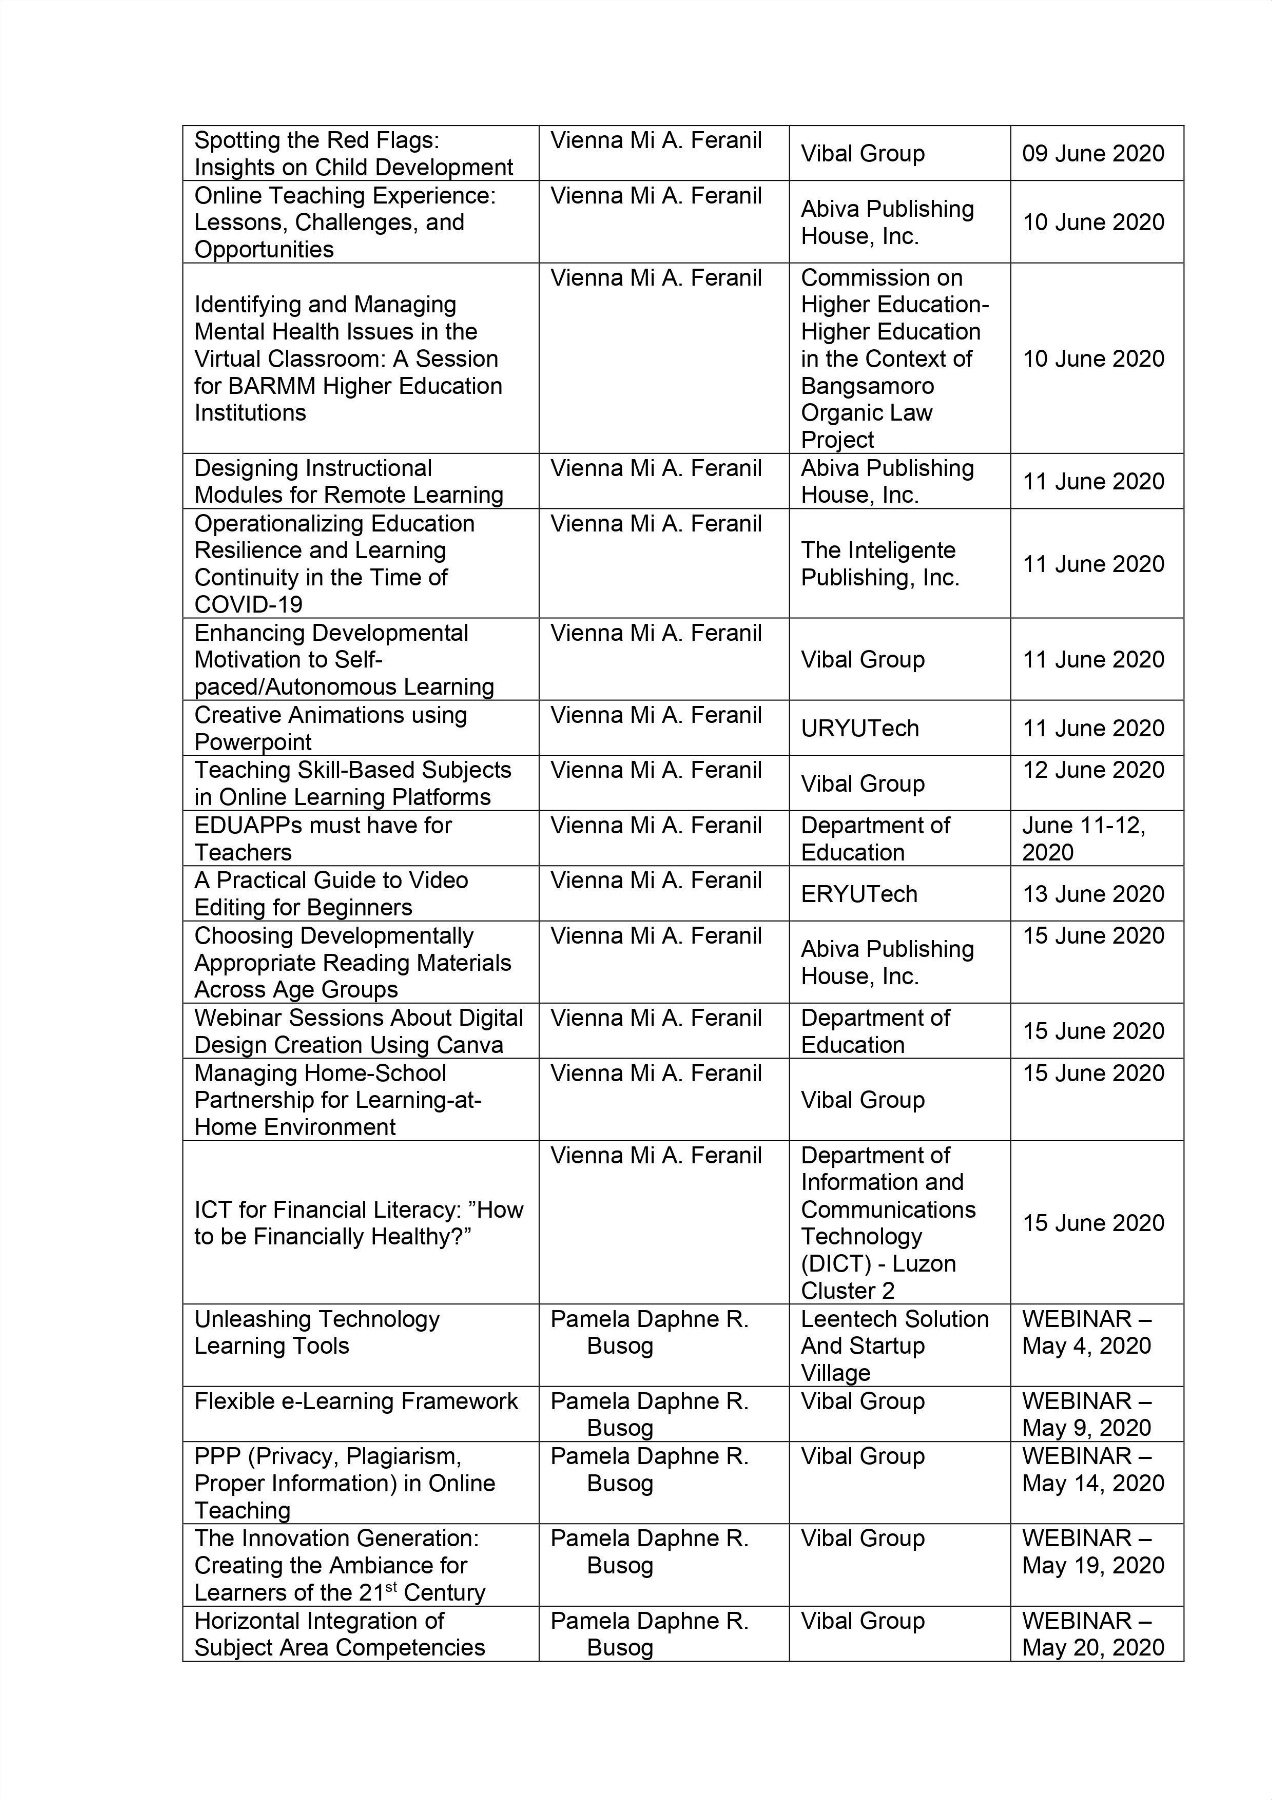 Spotting the Red Flags:
Insights on Child Development
Vienna Mi A. Feranil
Vibal Group
09 June 2020
Online Teaching Experience:
Lessons, Challenges, and
Opportunities
Vienna Mi A. Feranil
Abiva Publishing
House, Inc.
10 June 2020
Identifying and Managing
Mental Health Issues in the
Virtual Classroom: A Session
for BARMM Higher Education
Institutions
Vienna Mi A. Feranil
Commission on
Higher Education-
Higher Education
in the Context of
Bangsamoro
Organic Law
Project
10 June 2020
Designing Instructional
Modules for Remote Learning
Vienna Mi A. Feranil
Abiva Publishing
House, Inc.
11 June 2020
Operationalizing Education
Resilience and Learning
Continuity in the Time of
COVID-19
Vienna Mi A. Feranil
The Inteligente
Publishing, Inc.
11 June 2020
Enhancing Developmental
Motivation to Self-
paced/Autonomous Learning
Vienna Mi A. Feranil
Vibal Group
11 June 2020
Creative Animations using
Powerpoint
Vienna Mi A. Feranil
URYUTech
11 June 2020
Teaching Skill-Based Subjects
in Online Learning Platforms
Vienna Mi A. Feranil
Vibal Group
12 June 2020
EDUAPPs must have for
Teachers
Vienna Mi A. Feranil
Department of
Education
June 11-12,
2020
A Practical Guide to Video
Editing for Beginners
Vienna Mi A. Feranil
ERYUTech
13 June 2020
Choosing Developmentally
Appropriate Reading Materials
Across Age Groups
Vienna Mi A. Feranil
Abiva Publishing
House, Inc.
15 June 2020
Webinar Sessions About Digital
Design Creation Using Canva
Vienna Mi A. Feranil
Department of
Education
15 June 2020
Managing Home-School
Partnership for Learning-at-
Home Environment
Vienna Mi A. Feranil
Vibal Group
15 June 2020
ICT for Financial Literacy: ”How
to be Financially Healthy?”
Vienna Mi A. Feranil
Department of
Information and
Communications
Technology
(DICT) - Luzon
Cluster 2
15 June 2020
Unleashing Technology
Learning Tools
Pamela Daphne R.
Busog
Leentech Solution
And Startup
Village
WEBINAR –
May 4, 2020
Flexible e-Learning Framework
Pamela Daphne R.
Busog
Vibal Group
WEBINAR –
May 9, 2020
PPP (Privacy, Plagiarism,
Proper Information) in Online
Teaching
Pamela Daphne R.
Busog
Vibal Group
WEBINAR –
May 14, 2020
The Innovation Generation:
Creating the Ambiance for
Learners of the 21st Century
Pamela Daphne R.
Busog
Vibal Group
WEBINAR –
May 19, 2020
Horizontal Integration of
Subject Area Competencies
Pamela Daphne R.
Busog
Vibal Group
WEBINAR –
May 20, 2020